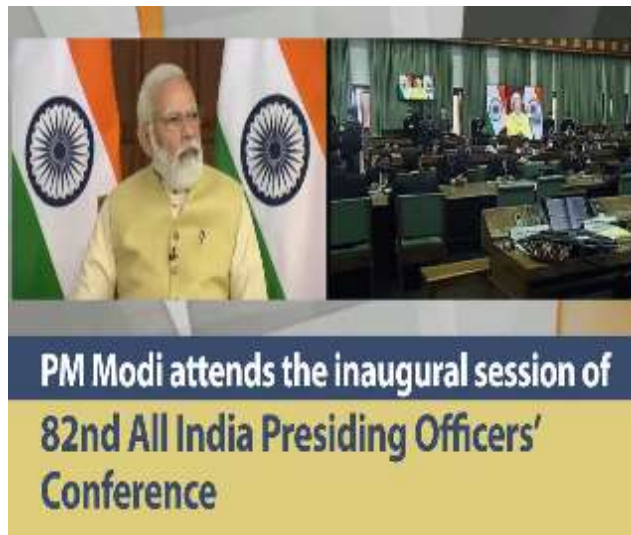 PM Modi attends the inaugural session of
82nd All India Presiding Officers'
Conference